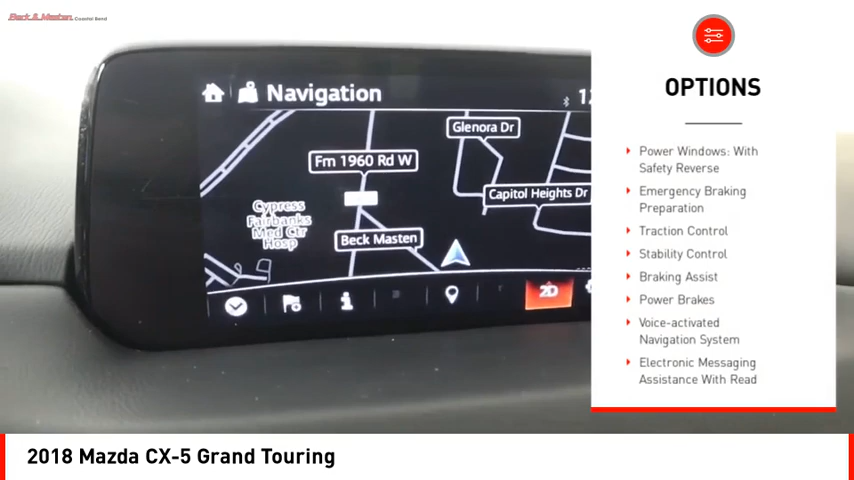 Beck & Masten Coastal Bend
Navigation
Glenora Dr
Fm 1960 Rd W
Capitol Heights Dr
Cypress
Fairbanks
Med Ctr
Hosp
Beck Masten
2D
OPTIONS
Power Windows: With
Safety Reverse
Emergency Braking
Preparation
Traction Control
Stability Control
Braking Assist
Power Brakes
Voice-activated
Navigation System
Electronic Messaging
Assistance With Read
2018 Mazda CX-5 Grand Touring